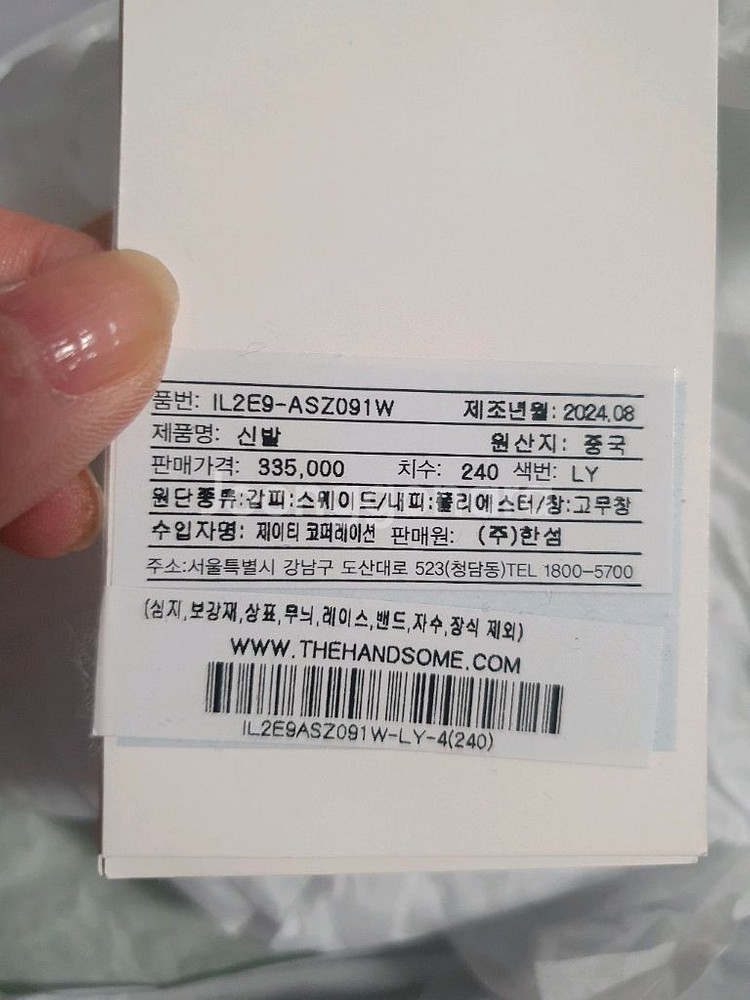 품번: IL2E9-ASZ091W 제조년월: 2024.08
제품명: 신발 원산지: 중국
판매가격: 335,000 치수: 240 색번: LY
원단종류:갑피:스웨이드/내피:폴리에스터/창:고무창
수입자명: 제이티 코퍼레이션 판매원: (주)한섬
주소:서울특별시 강남구 도산대로 523(청담동)TEL 1800-5700
(심지,보강재,상표,무늬,레이스,밴드,자수,장식 제외)
WWW.THEHANDSOME.COM
IL2E9ASZ091W-LY-4(240)